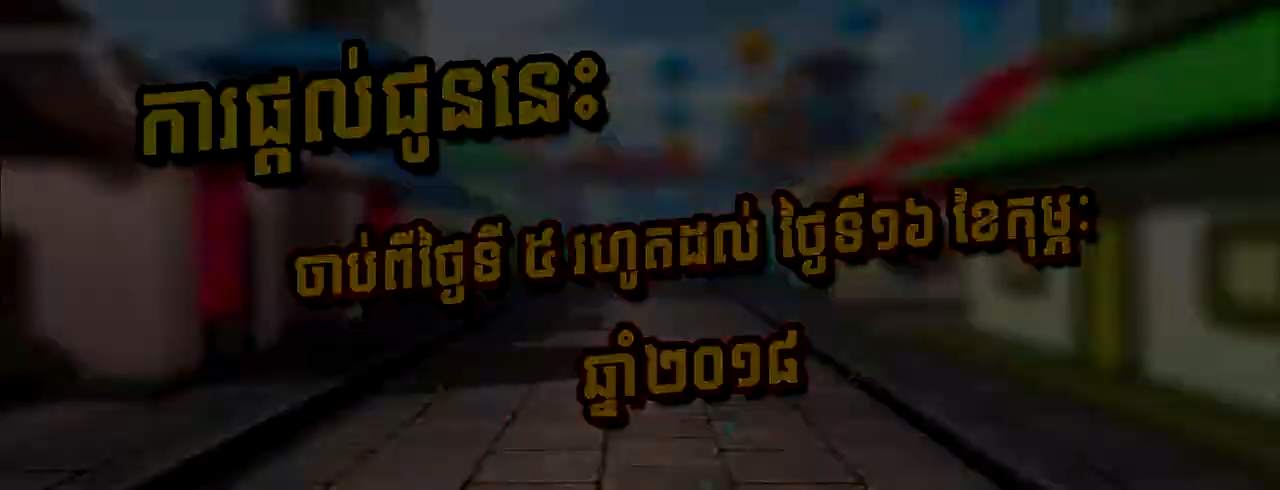 ការផ្តល់ជូននេះ
ចាប់ពីថ្ងៃទី ៥ រហូតដល់ ថ្ងៃទី១៦ ខែកុម្ភៈ
ឆ្នាំ២០១៨